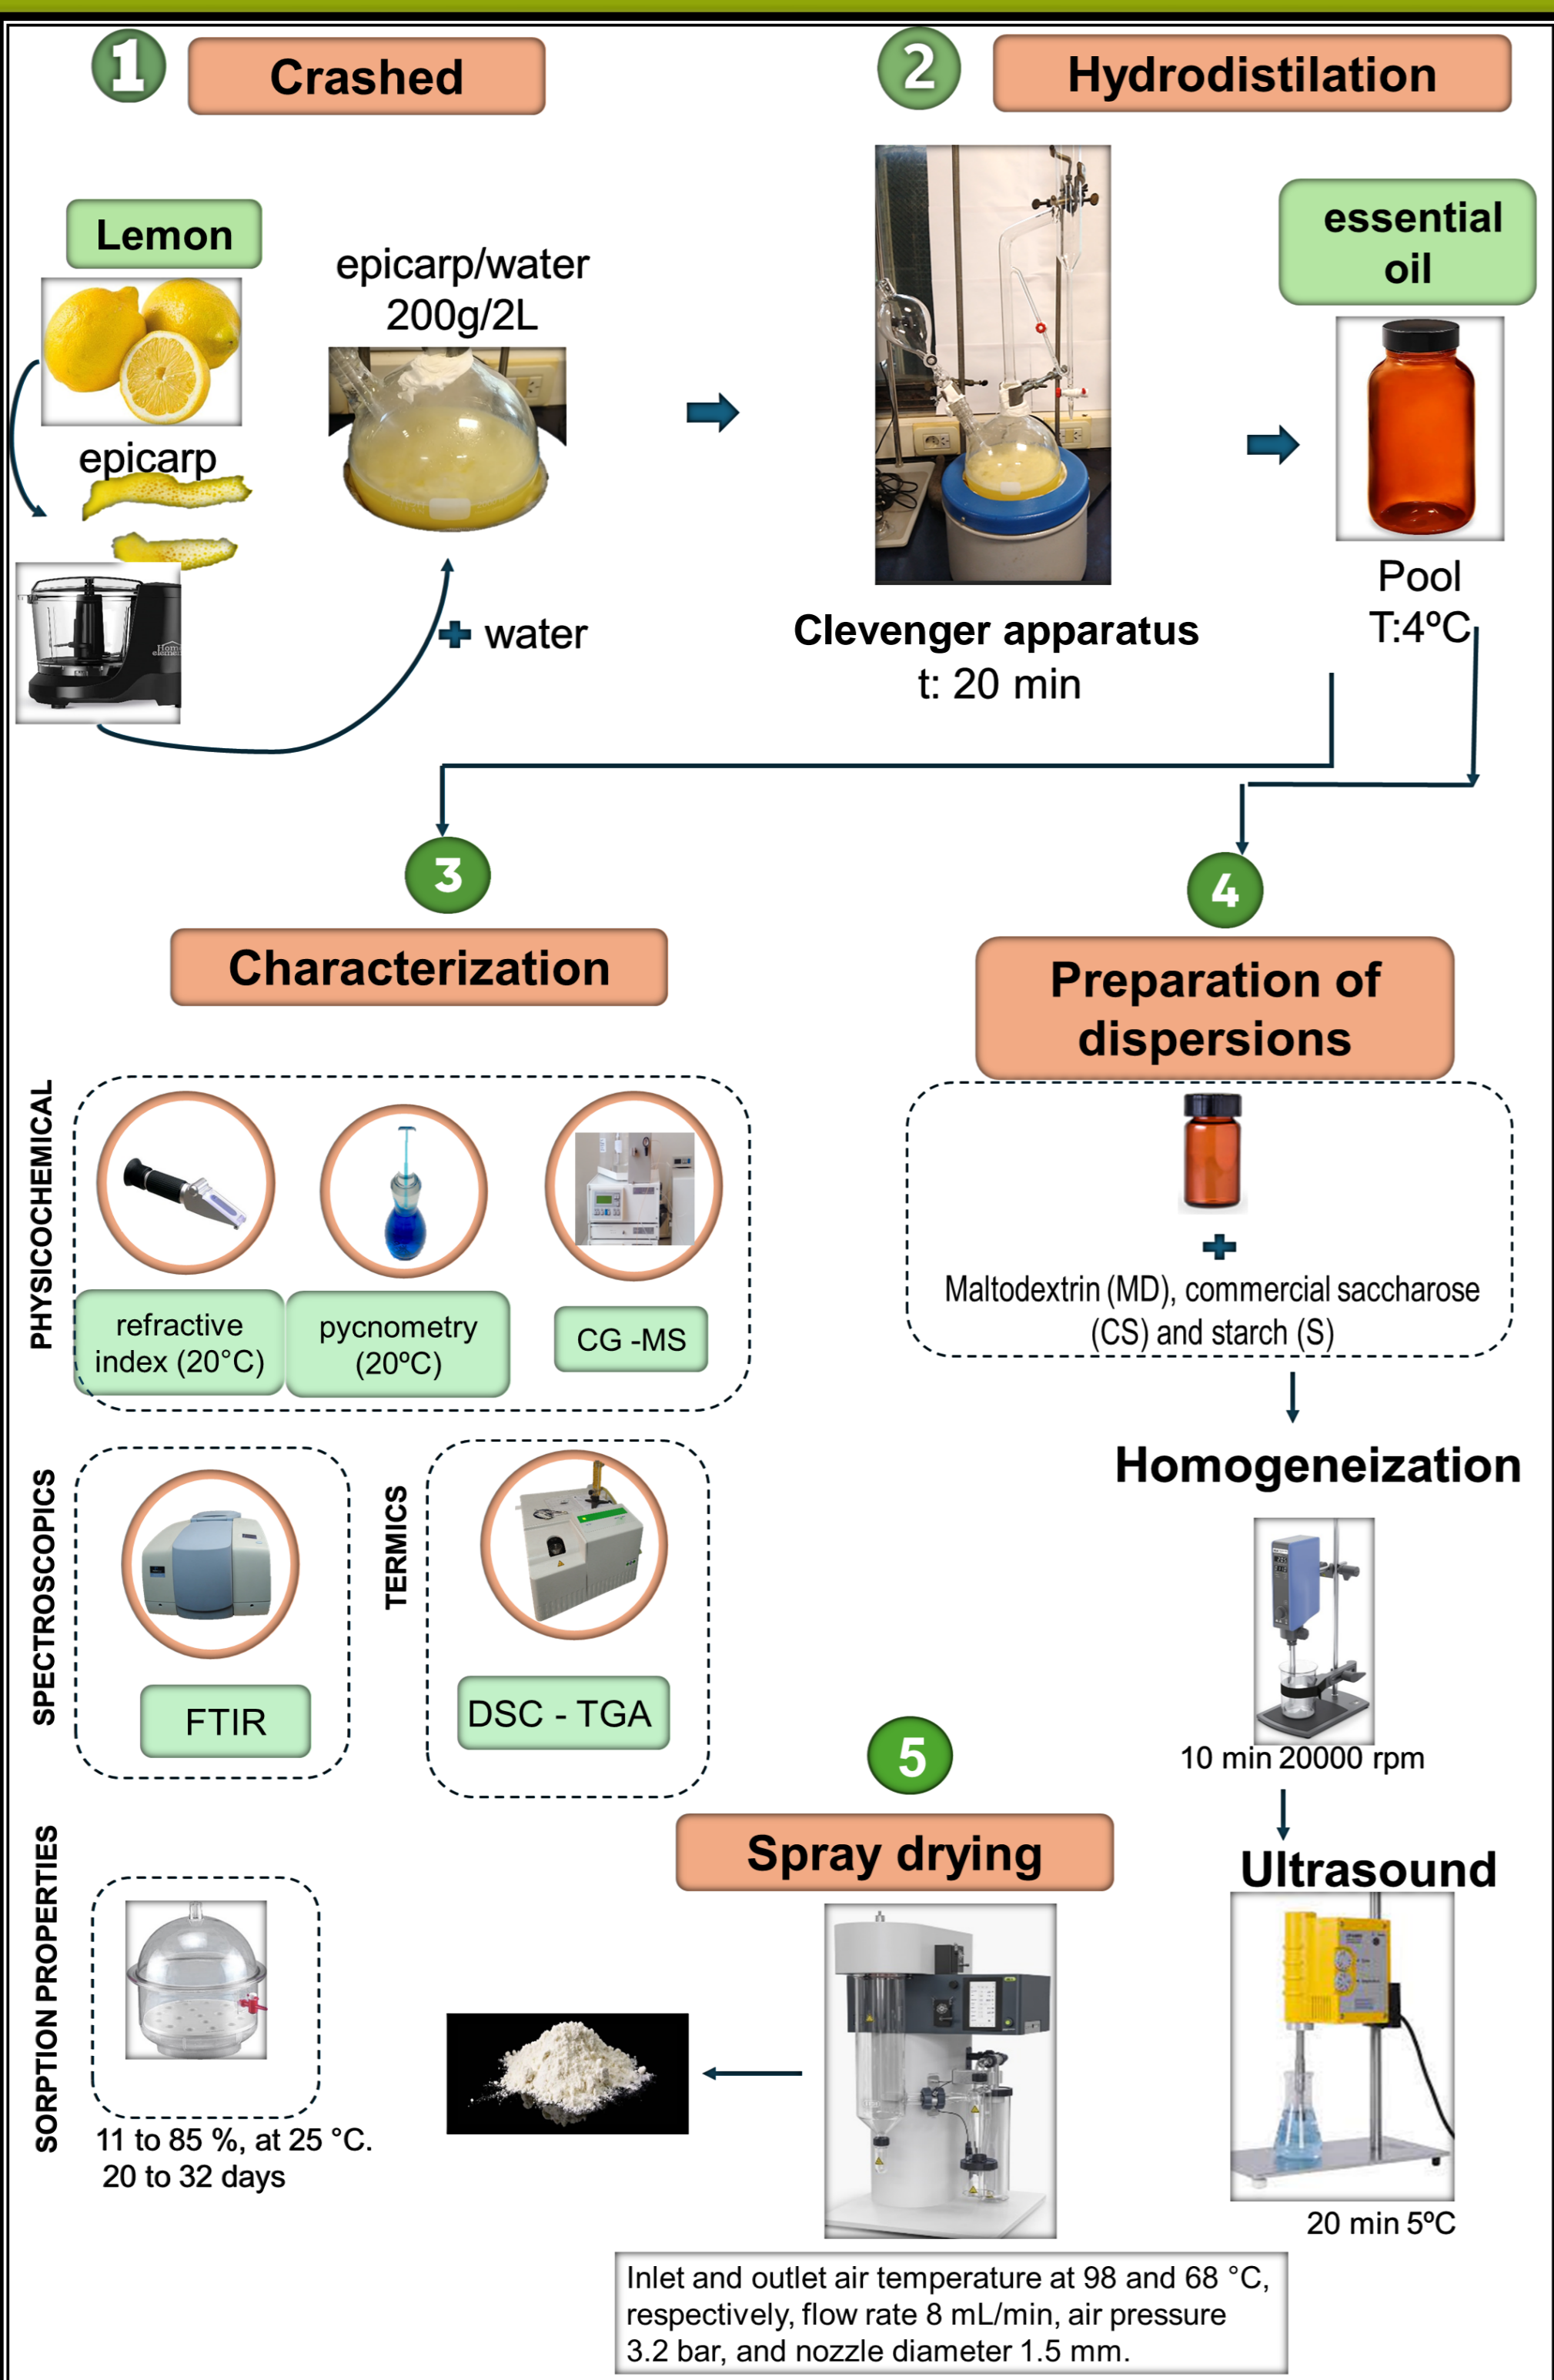 1
Crashed
2
Hydrodistilation
Lemon
epicarp/water
200g/2L
essential
oil
epicarp
Home
element
+ water
Clevenger apparatus
t: 20 min
Pool
T:4ºC
3
Characterization
4
Preparation of
dispersions
PHYSICOCHEMICAL
refractive
index (20°C)
pycnometry
(20ºC)
CG -MS
+
Maltodextrin (MD), commercial saccharose
(CS) and starch (S)
Homogeneization
10 min 20000 rpm
SPECTROSCOPICS
FTIR
TERMICS
DSC - TGA
5
Spray drying
Ultrasound
20 min 5ºC
SORPTION PROPERTIES
11 to 85 %, at 25 °C.
20 to 32 days
Inlet and outlet air temperature at 98 and 68 °C,
respectively, flow rate 8 mL/min, air pressure
3.2 bar, and nozzle diameter 1.5 mm.